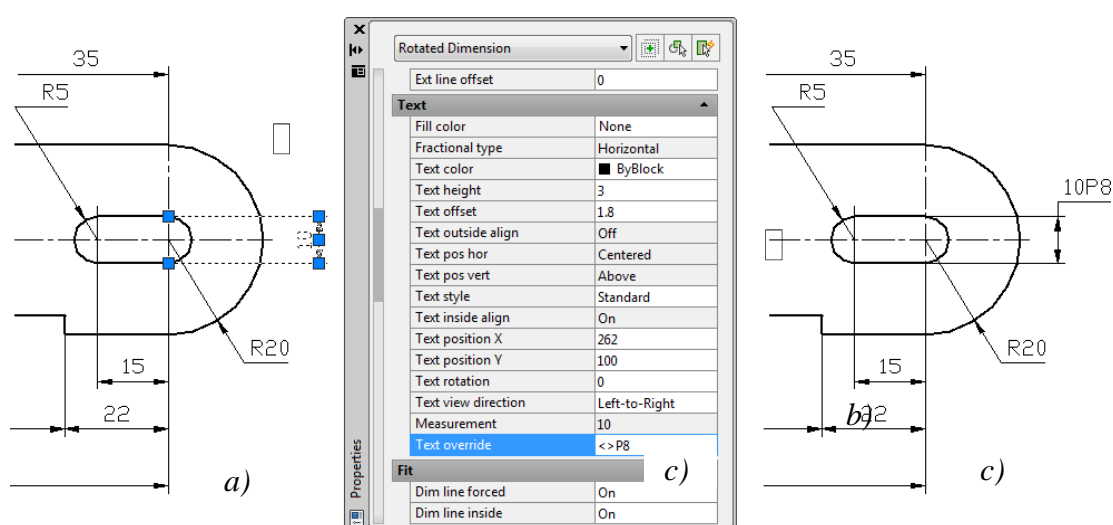 35
R5
R20
15
22
a)
Rotated Dimension
Ext line offset 0
Text
Fill color None
Fractional type Horizontal
Text color ByBlock
Text height 3
Text offset 1.8
Text outside align Off
Text pos hor Centered
Text pos vert Above
Text style Standard
Text inside align On
Text position X 262
Text position Y 100
Text rotation 0
Text view direction Left-to-Right
Measurement 10
Text override <>P8
Fit
Dim line forced On
Dim line inside On
Properties
c)
35
R5
10P8
R20
15
22
b)
c)